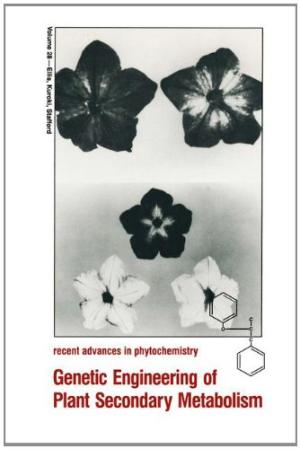 Volume 28—Ellis, Kuroki, Stafford
recent advances in phytochemistry
Genetic Engineering of
Plant Secondary Metabolism